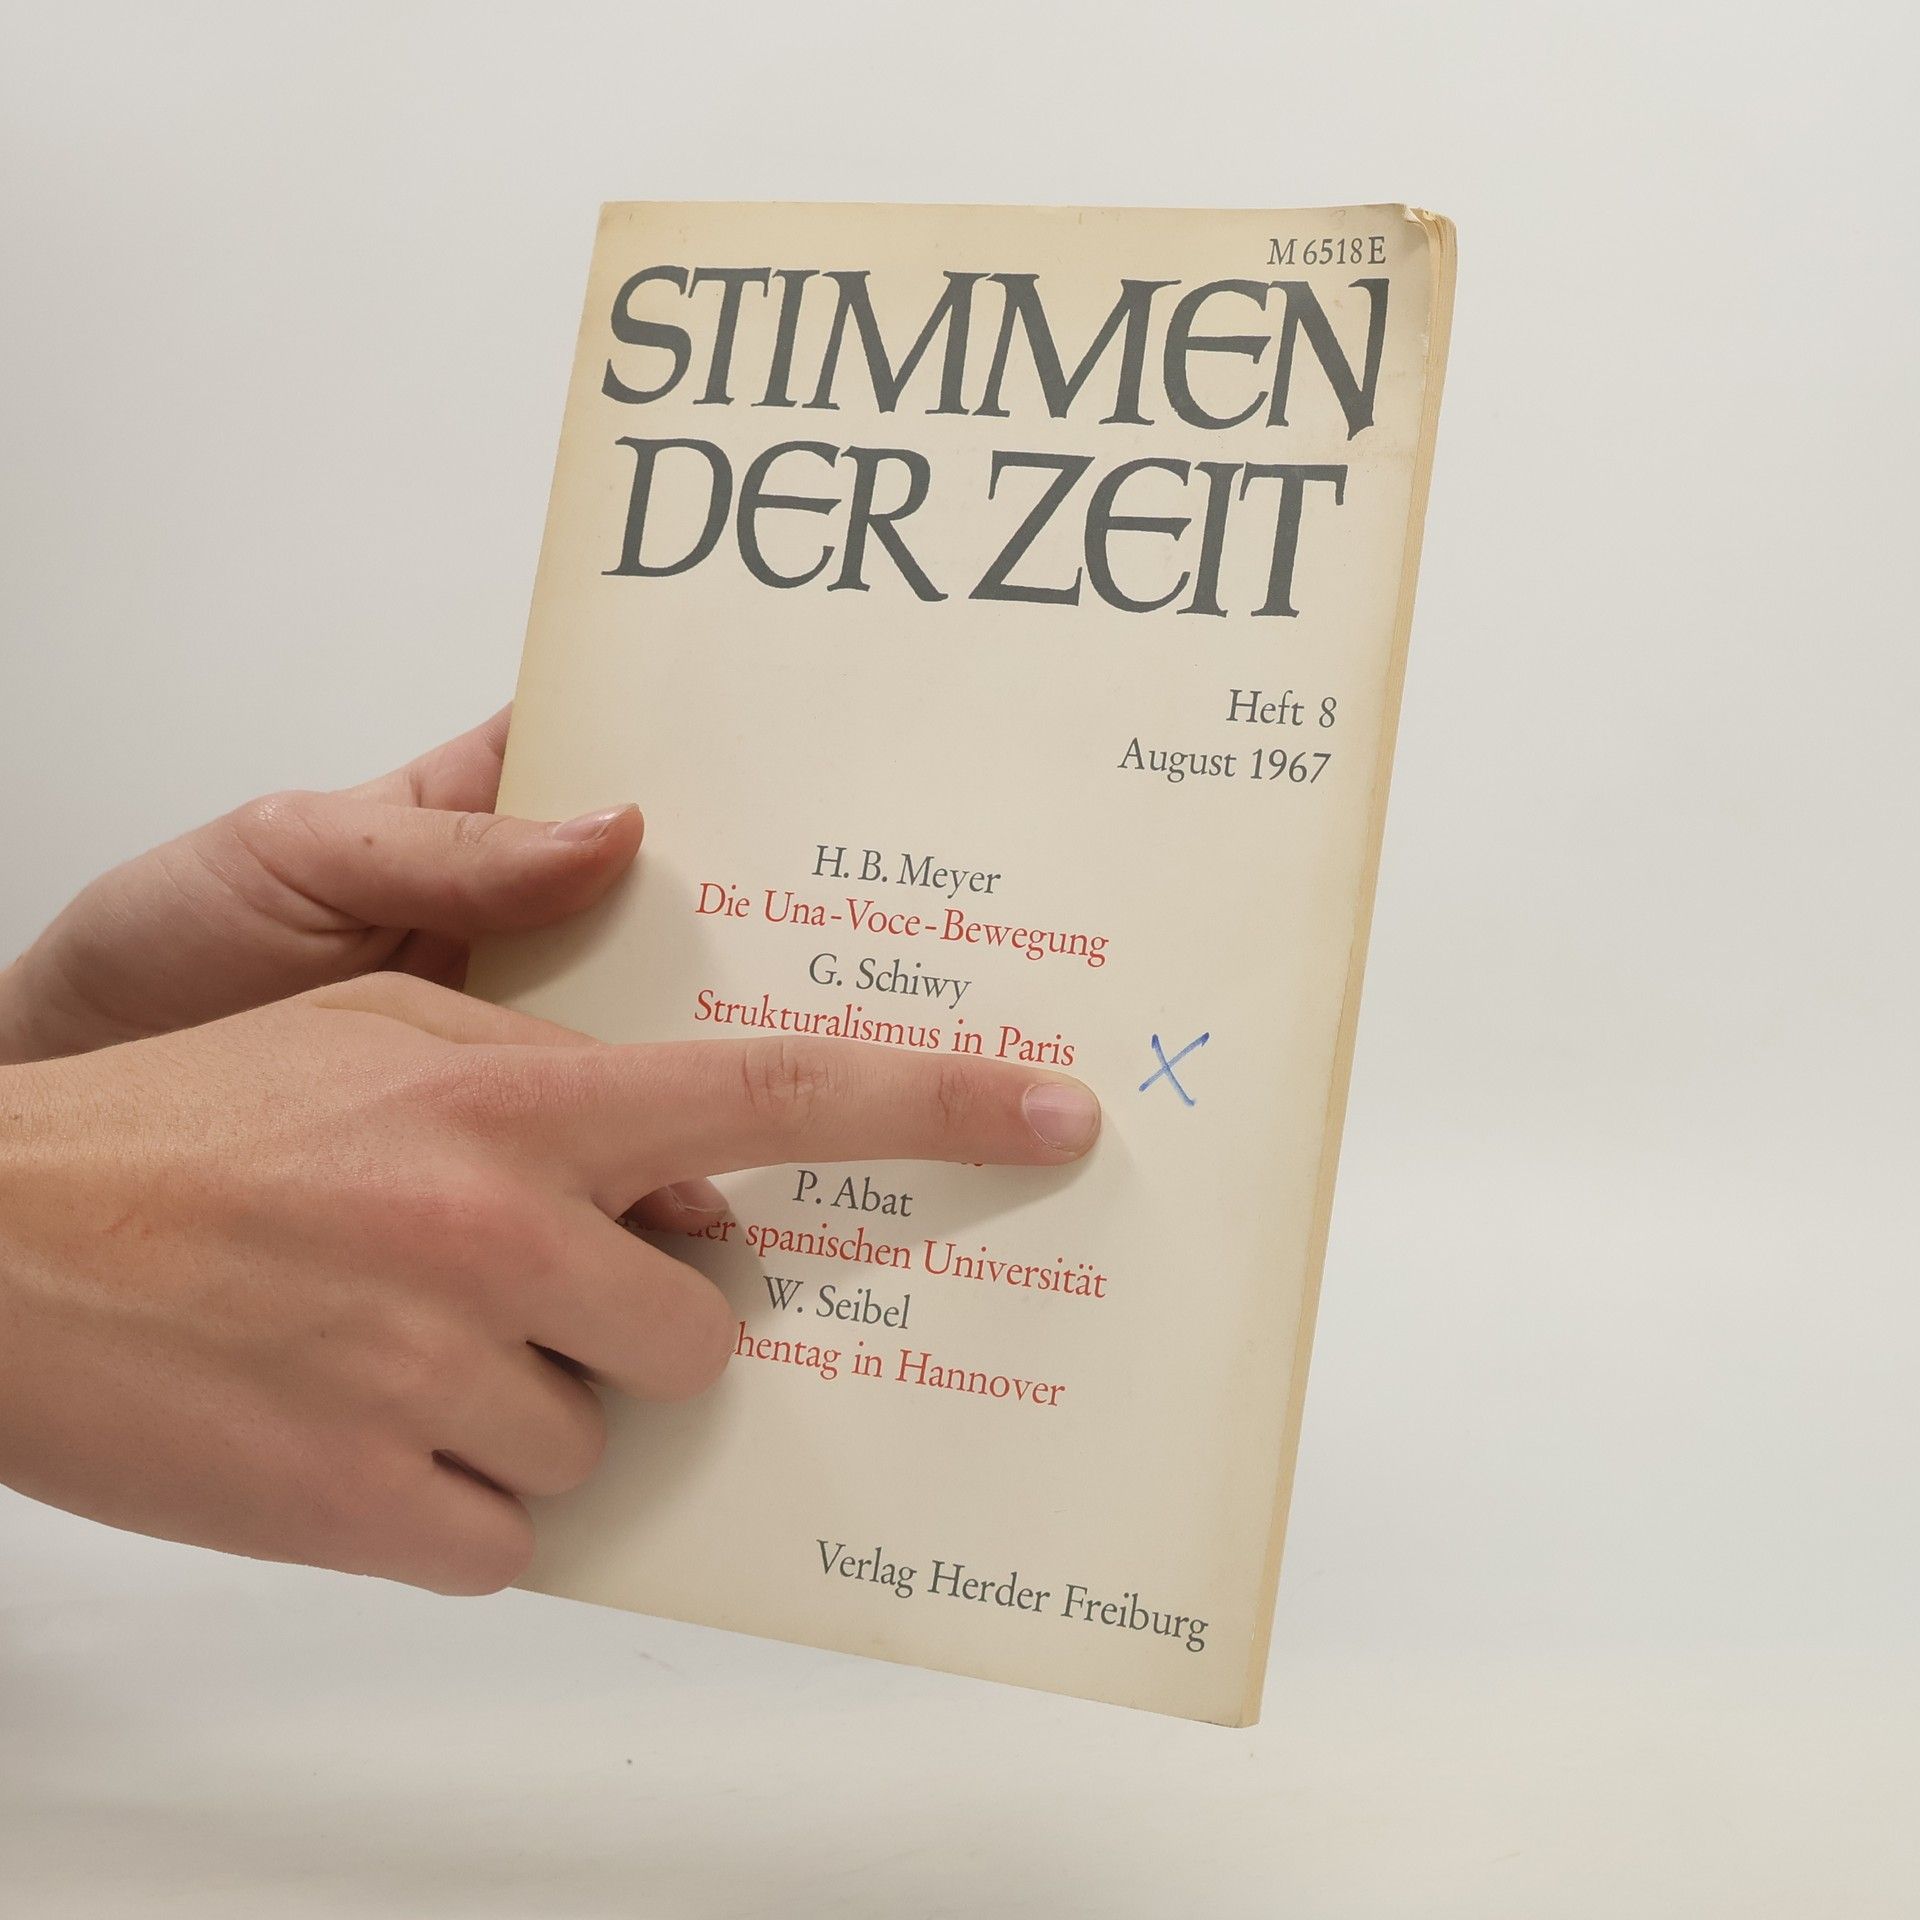 M 6518 E
STIMMEN
DER ZEIT
Heft 8
August 1967
H. B. Meyer
Die Una-Voce-Bewegung
G. Schiwy
Strukturalismus in Paris
P. Abat
spanischen Universität
W. Seibel
in Hannover
Verlag Herder Freiburg